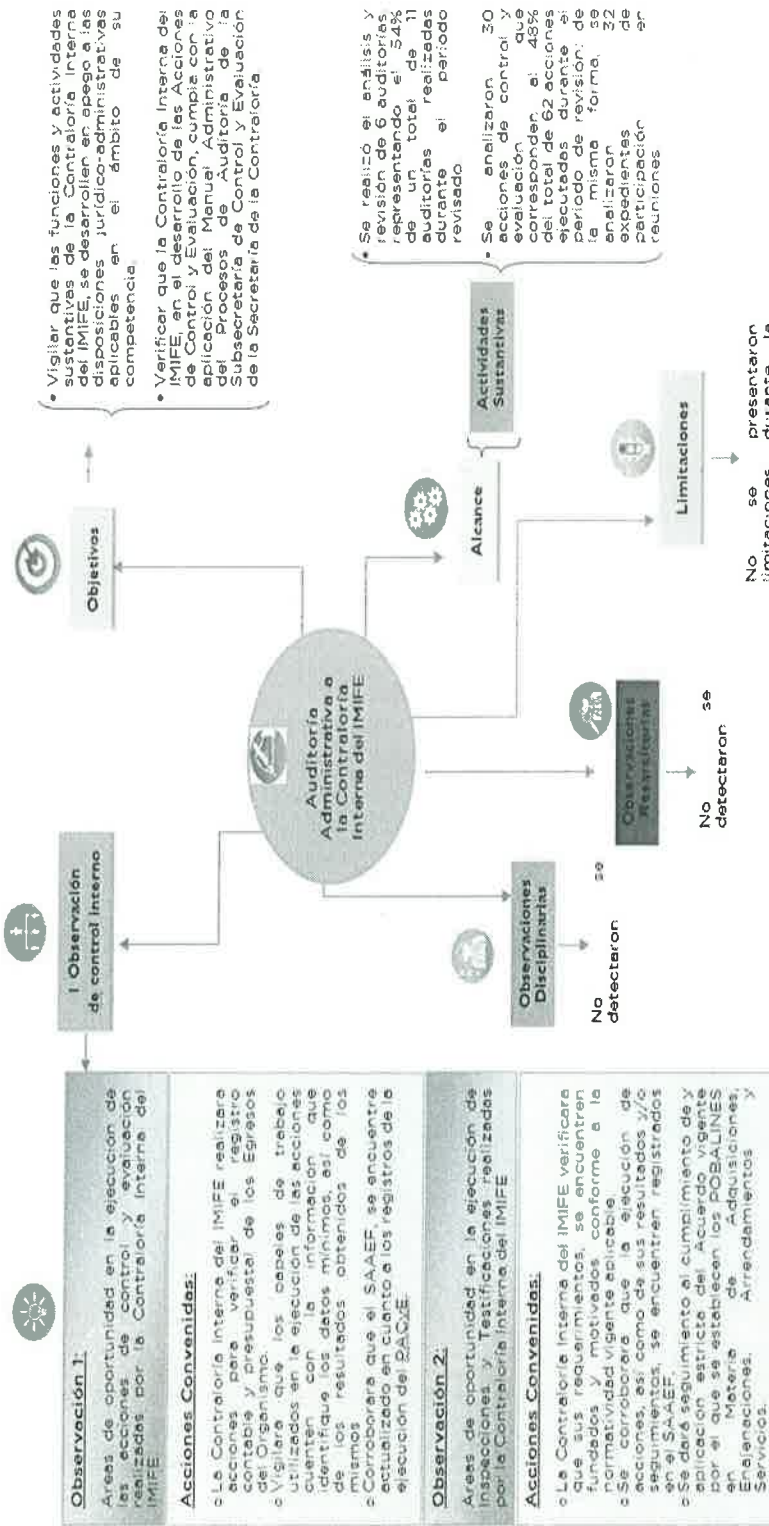 Observación 1:
Áreas de oportunidad en la ejecución de
las acciones de control y evaluación
realizadas por la Contraloría Interna del
IMIFE
Acciones Convenidas:
o La Contraloría Interna del IMIFE realizara
acciones para verificar el registro
contable y presupuestal de los Egresos
del Organismo.
o Vigilara que los papeles de trabajo
utilizados en la ejecución de las acciones
cuenten con la información que
identifique los datos mínimos, así como
de los resultados obtenidos de los
mismos
o Corroborara que el SAAEF, se encuentre
actualizado en cuanto a los registros de la
ejecución del PACyE.
Observación 2:
Áreas de oportunidad en la ejecución de
Inspecciones y Testificaciones realizadas
por la Contraloría Interna del IMIFE
Acciones Convenidas:
o La Contraloría Interna del IMIFE verificara
que sus requerimientos, se encuentren
fundados y motivados conforme a la
normatividad vigente aplicable
o Se corroborara que la ejecución de
acciones, así como de sus resultados y/o
seguimientos, se encuentren registrados
en el SAAEF.
o Se dará seguimiento al cumplimiento de y
aplicación estricta del Acuerdo vigente
por el que se establecen los POBALINES
en Materia de Adquisiciones,
Enajenaciones, Arrendamientos y
Servicios.
1 Observación
de control interno
Auditoría
Administrativa a
la Contraloría
Interna del IMIFE
Observaciones
Disciplinarias
No se
detectaron
Observaciones
Resarcitorias
No se
detectaron
Objetivos
• Vigilar que las funciones y actividades
sustantivas de la Contraloría Interna
del IMIFE, se desarrollen en apego a las
disposiciones jurídico-administrativas
aplicables en el ámbito de su
competencia.
• Verificar que la Contraloría Interna del
IMIFE, en el desarrollo de las Acciones
de Control y Evaluación, cumpla con la
aplicación del Manual Administrativo
del Procesos de Auditoría de la
Subsecretaría de Control y Evaluación
de la Secretaría de la Contraloría.
Alcance
Actividades
Sustantivas
• Se realizó el análisis y
revisión de 6 auditorías,
representando el 54%
de un total de 11
auditorías realizadas
durante el período
revisado
• Se analizaron 30
acciones de control y
evaluación que
corresponden al 48%
del total de 62 acciones
ejecutadas durante el
período de revisión; de
la misma forma, se
analizaron 32
expedientes de
participación en
reuniones
Limitaciones
No se presentaron
limitaciones durante la